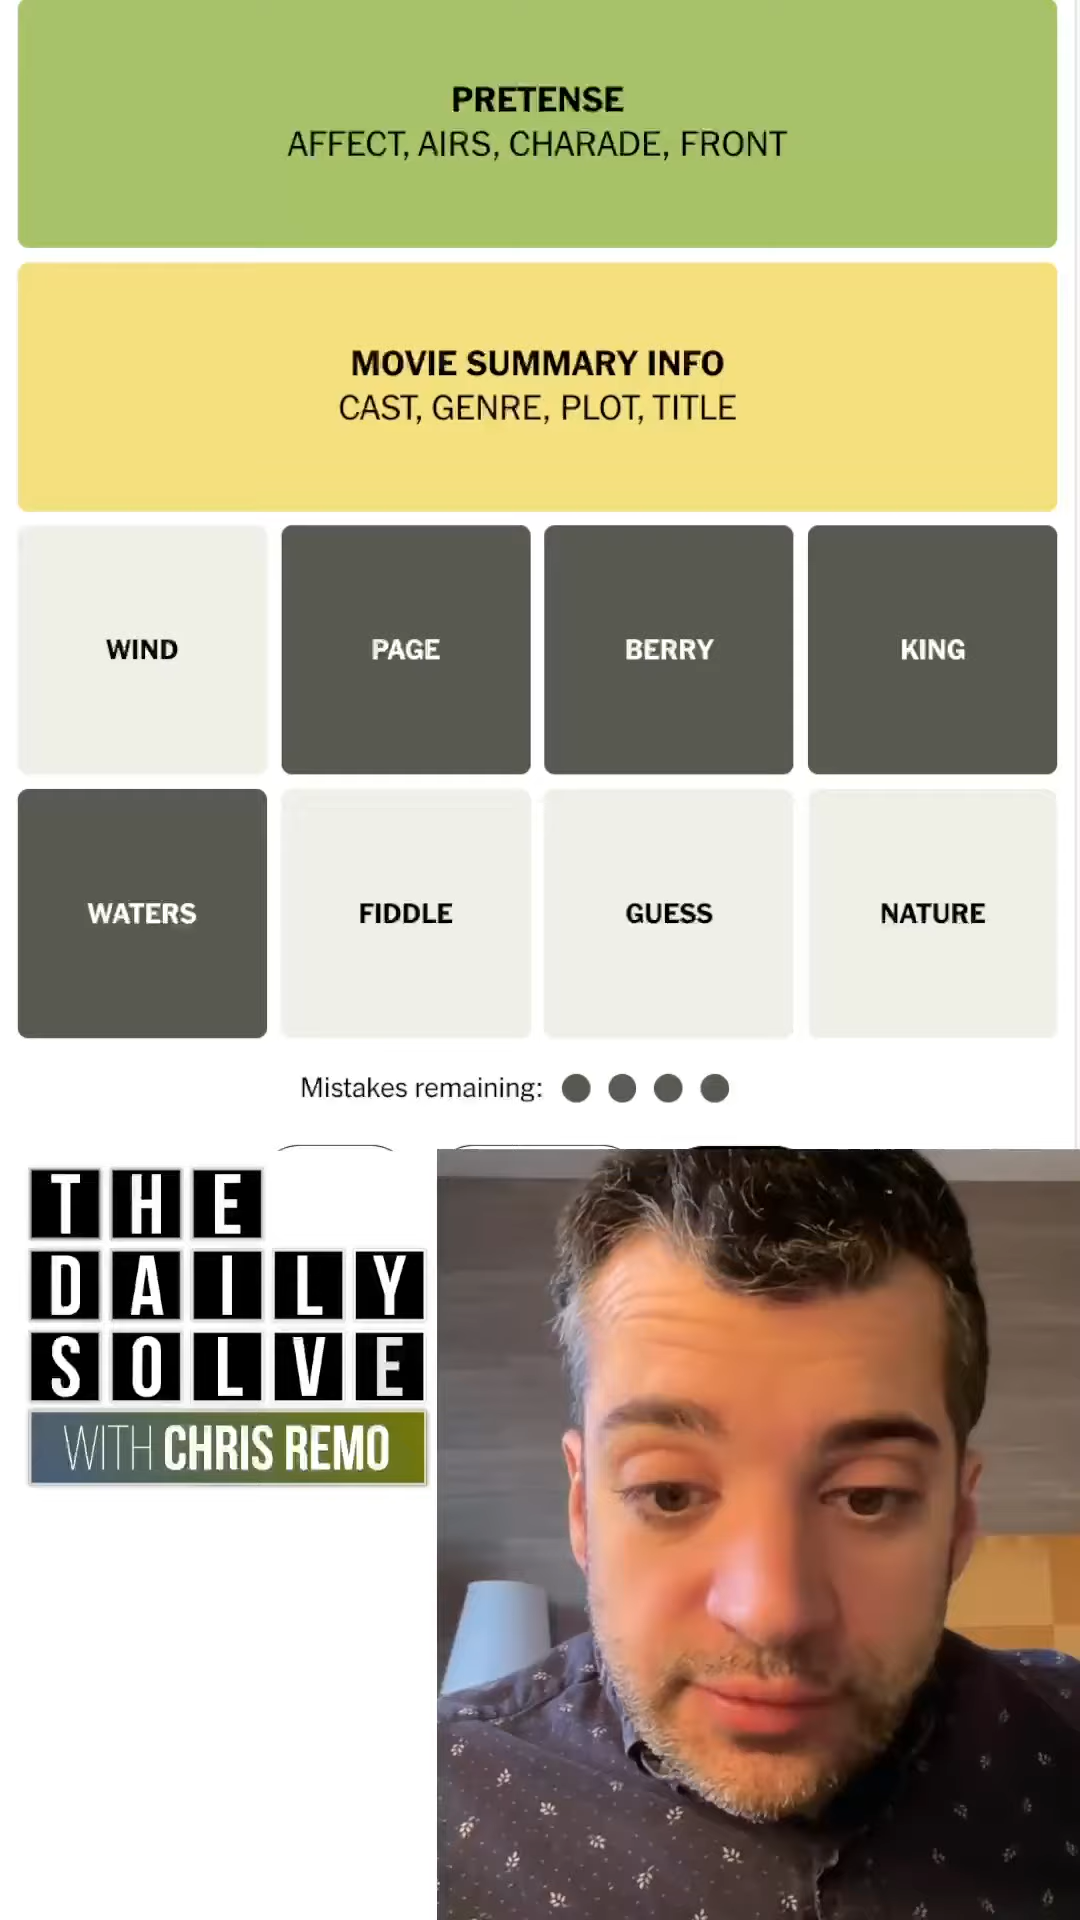 PRETENSE
AFFECT, AIRS, CHARADE, FRONT
MOVIE SUMMARY INFO
CAST, GENRE, PLOT, TITLE
WIND PAGE BERRY KING
WATERS FIDDLE GUESS NATURE
Mistakes remaining:
THE
DAILY
SOLVE
WITH CHRIS REMO